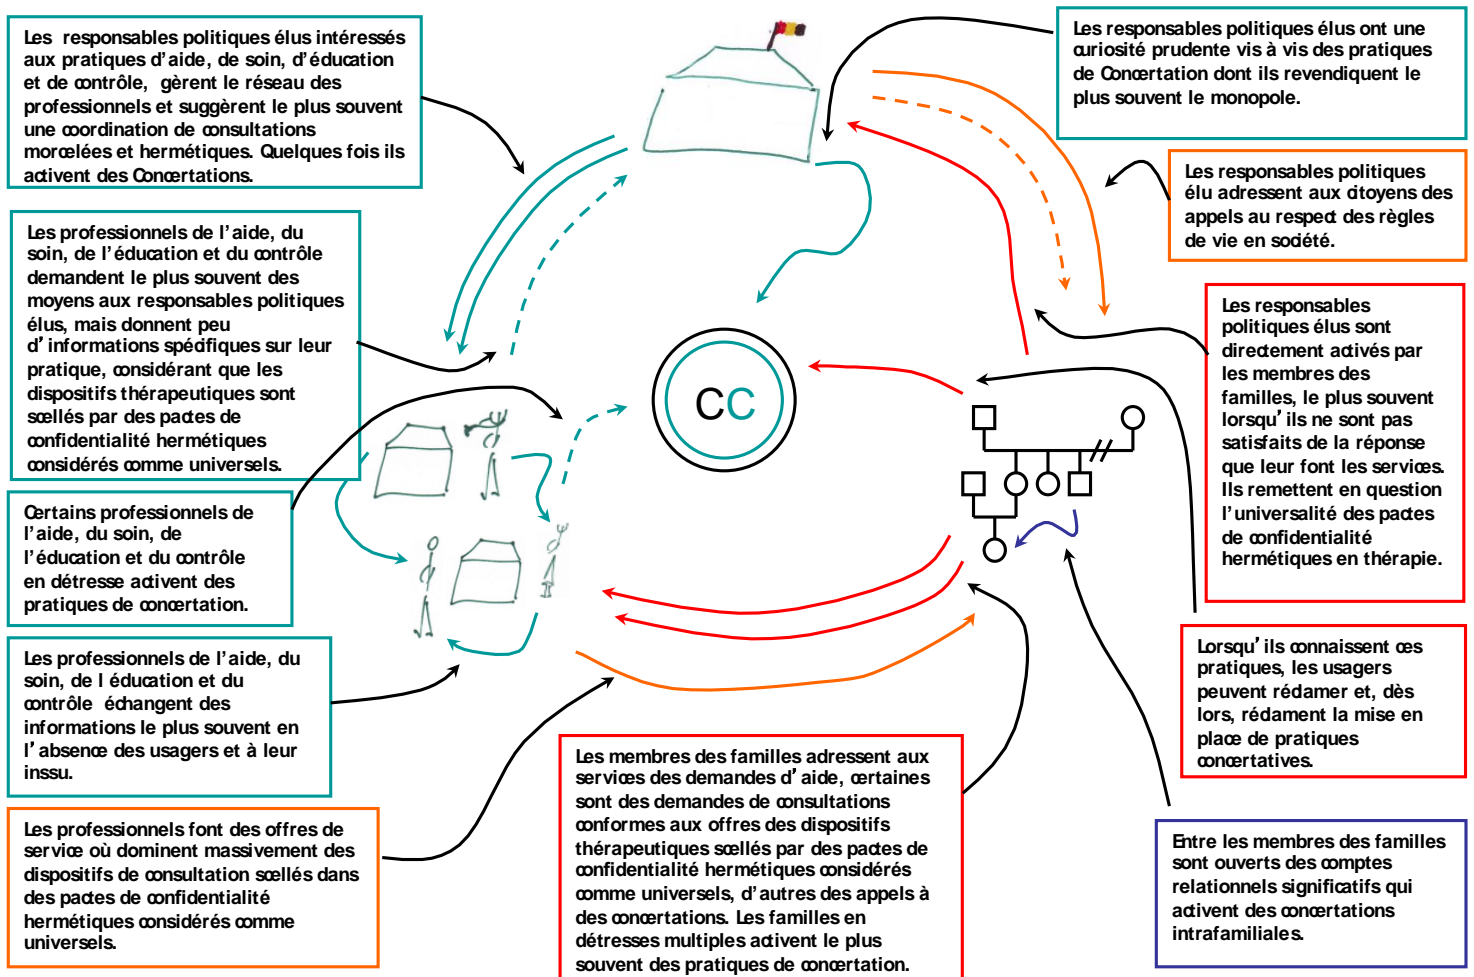 Les responsables politiques élus intéressés
aux pratiques d'aide, de soin, d'éducation
et de contrôle, gèrent le réseau des
professionnels et suggèrent le plus souvent
une coordination de consultations
morcelées et hermétiques. Quelques fois ils
activent des Concertations.
Les responsables politiques élus ont une
curiosité prudente vis à vis des pratiques
de Concertation dont ils revendiquent le
plus souvent le monopole.
Les responsables politiques
élu adressent aux citoyens des
appels au respect des règles
de vie en société.
Les professionnels de l'aide, du
soin, de l'éducation et du contrôle
demandent le plus souvent des
moyens aux responsables politiques
élus, mais donnent peu
d'informations spécifiques sur leur
pratique, considérant que les
dispositifs thérapeutiques sont
scellés par des pactes de
confidentialité hermétiques
considérés comme universels.
Les responsables
politiques élus sont
directement activés par
les membres des
familles, le plus souvent
lorsqu'ils ne sont pas
satisfaits de la réponse
que leur font les services.
Ils remettent en question
l'universalité des pactes
de confidentialité
hermétiques en thérapie.
CC
Certains professionnels de
l'aide, du soin, de
l'éducation et du contrôle
en détresse activent des
pratiques de concertation.
Les professionnels de l'aide, du
soin, de l éducation et du
contrôle échangent des
informations le plus souvent en
l'absence des usagers et à leur
inssu.
Lorsqu'ils connaissent ces
pratiques, les usagers
peuvent réclamer et, dès
lors, réclament la mise en
place de pratiques
concertatives.
Les professionnels font des offres de
service où dominent massivement des
dispositifs de consultation scellés dans
des pactes de confidentialité
hermétiques considérés comme
universels.
Les membres des familles adressent aux
services des demandes d'aide, certaines
sont des demandes de consultations
conformes aux offres des dispositifs
thérapeutiques scellés par des pactes de
confidentialité hermétiques considérés
comme universels, d'autres des appels à
des concertations. Les familles en
détresses multiples activent le plus
souvent des pratiques de concertation.
Entre les membres des familles
sont ouverts des comptes
relationnels significatifs qui
activent des concertations
intrafamiliales.